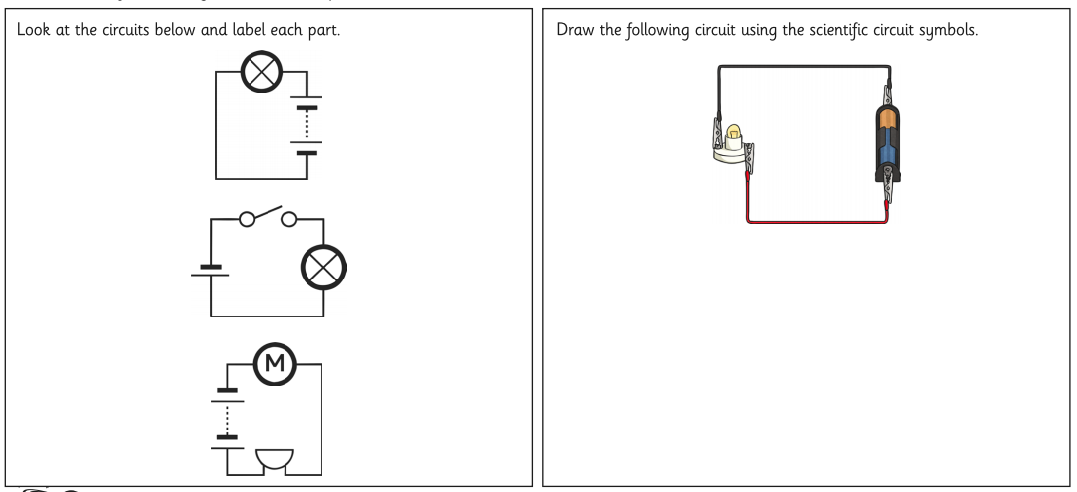 Look at the circuits below and label each part.
M
Draw the following circuit using the scientific circuit symbols.